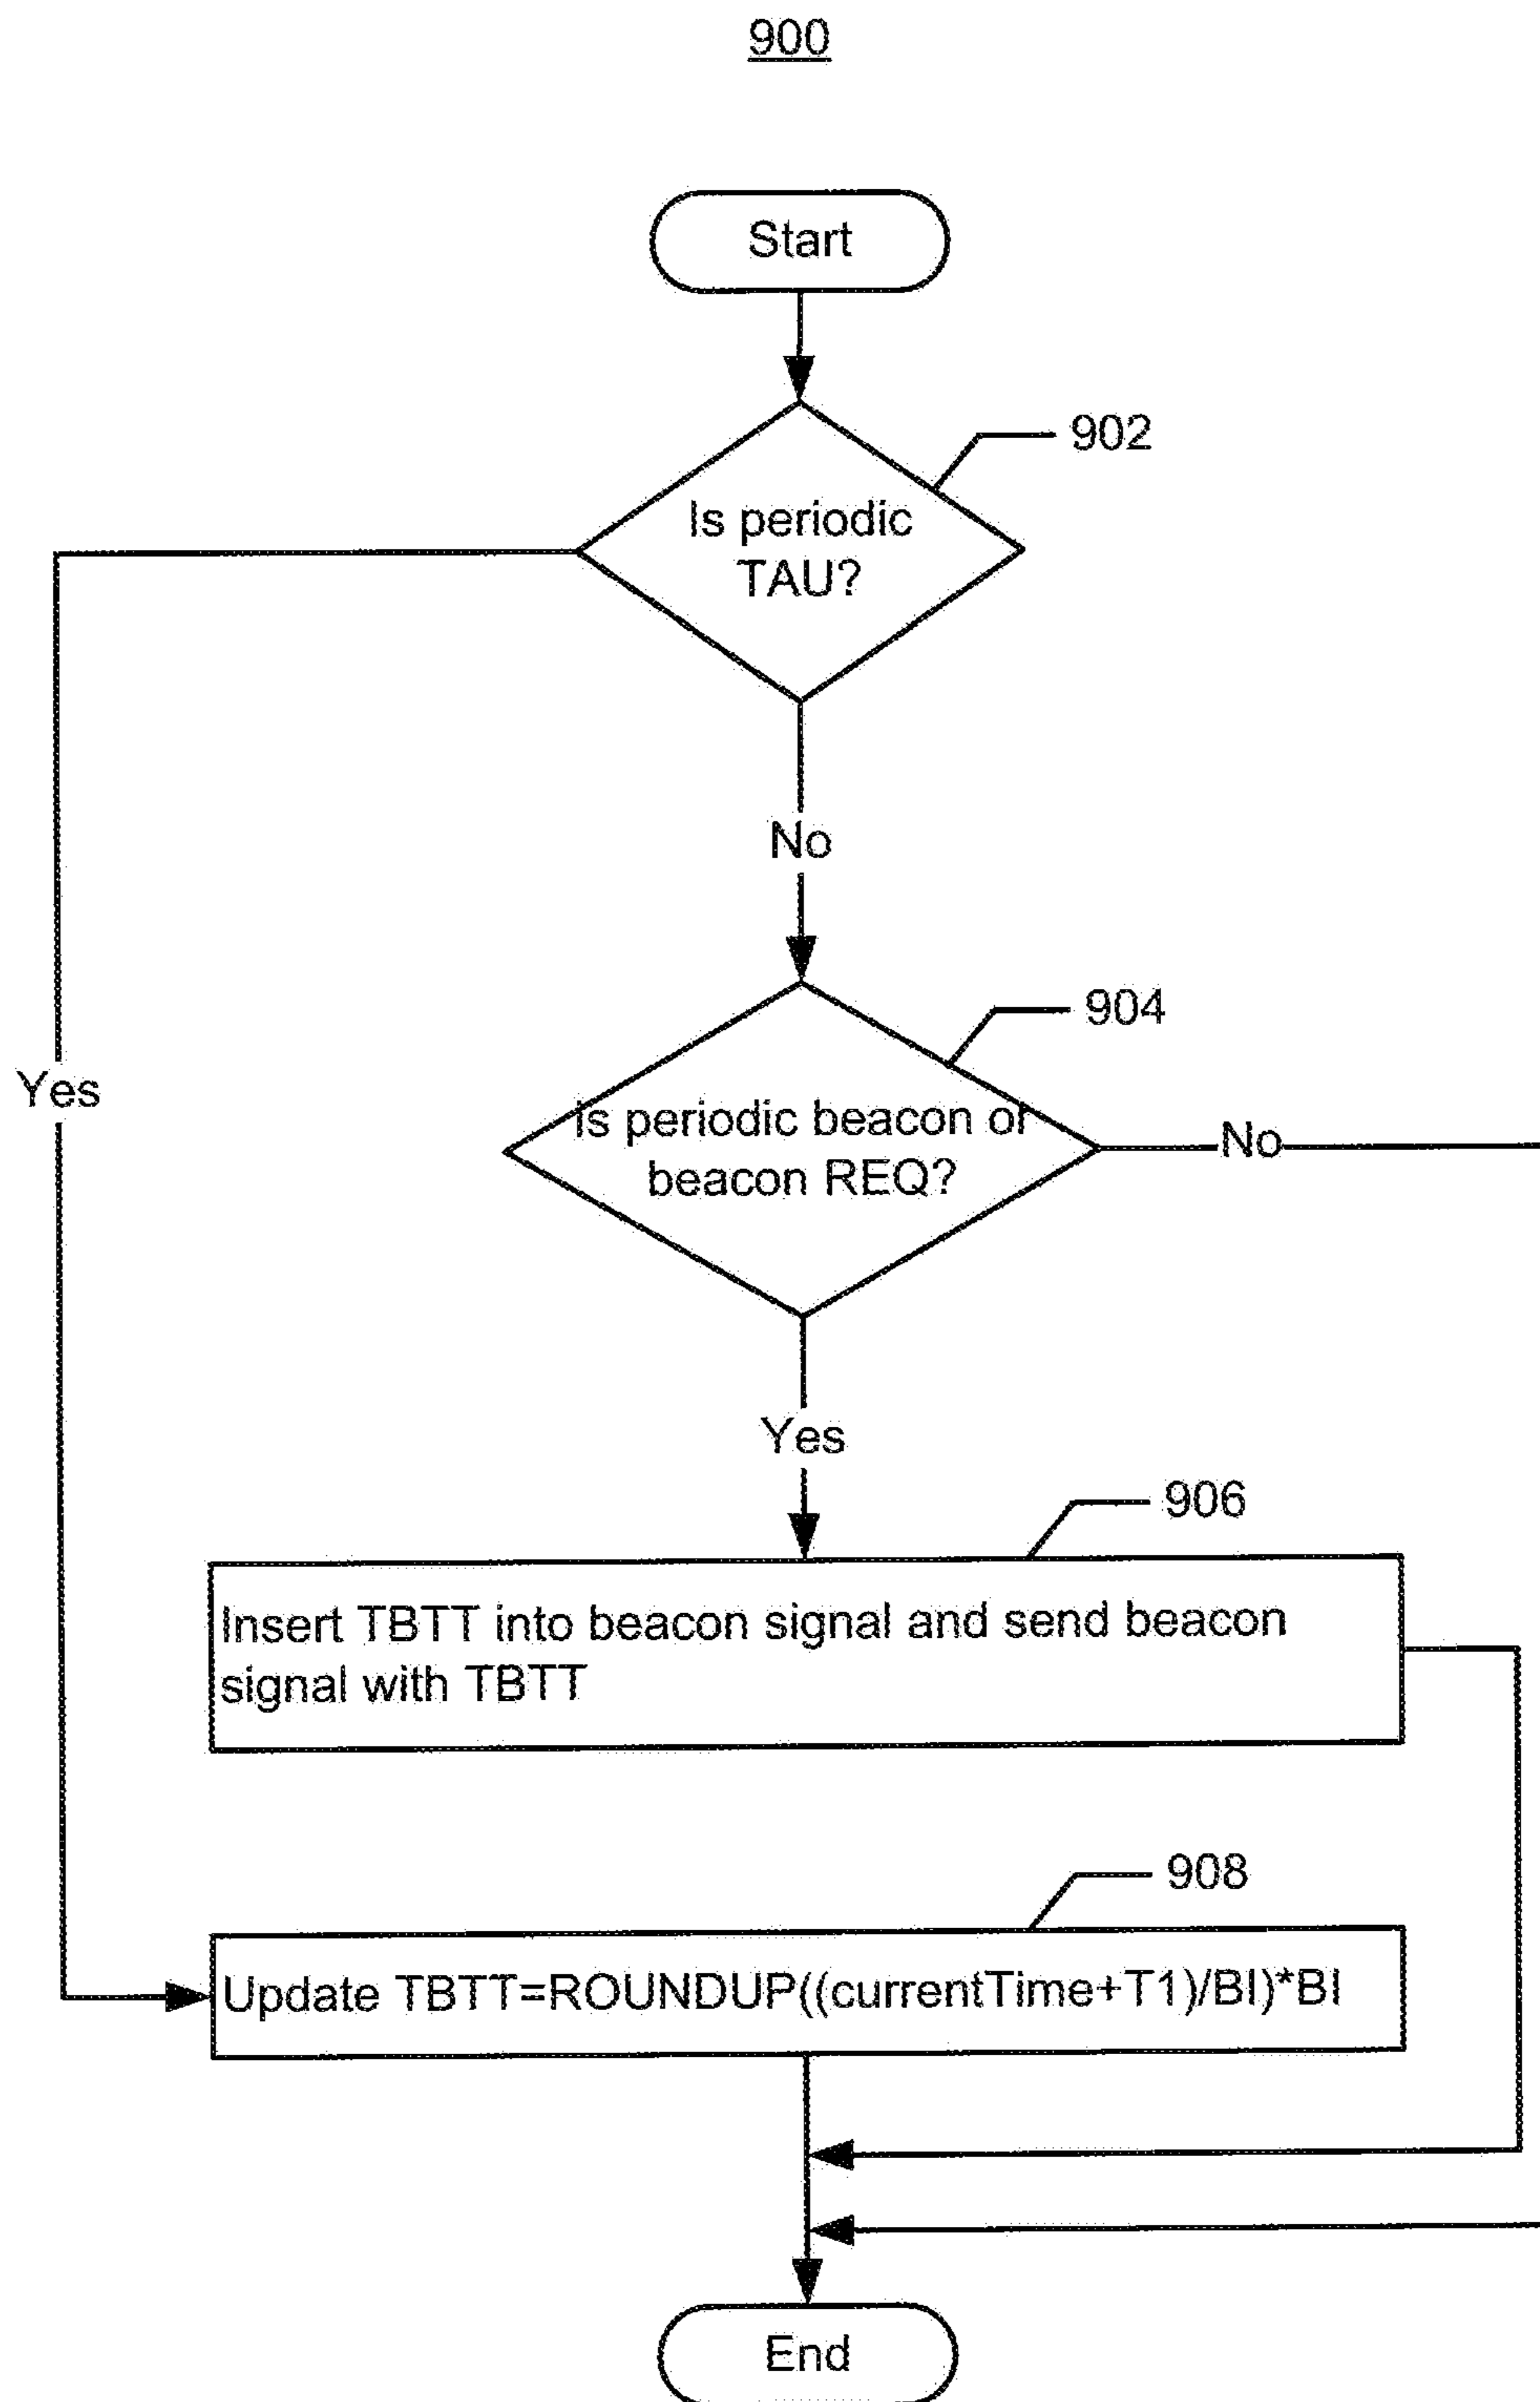 900
Start
902
Is periodic
TAU?
No
904
Yes
Is periodic beacon or
beacon REQ?
No
Yes
906
Insert TBTT into beacon signal and send beacon
signal with TBTT
908
Update TBTT=ROUNDUP((currentTime+T1)/BI)*BI
End